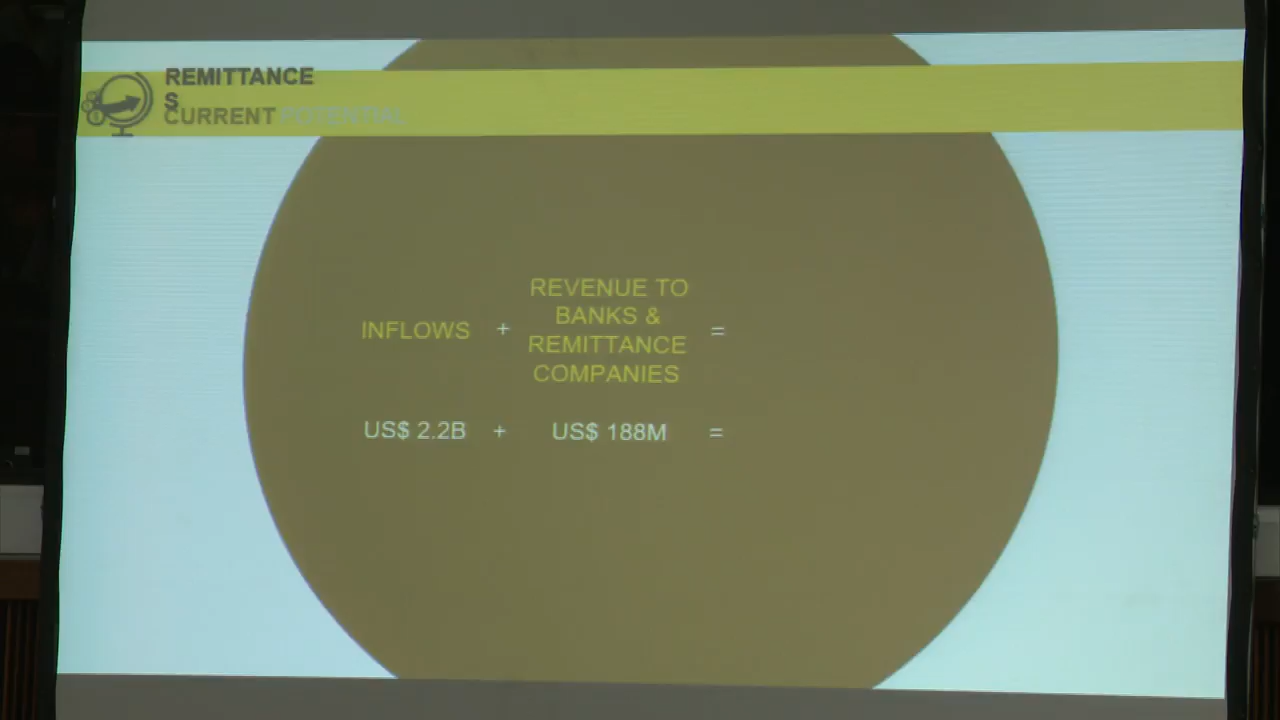 REMITTANCE
S
CURRENT POTENTIAL
INFLOWS + REVENUE TO
BANKS &
REMITTANCE
COMPANIES =
US$ 2.2B + US$ 188M =